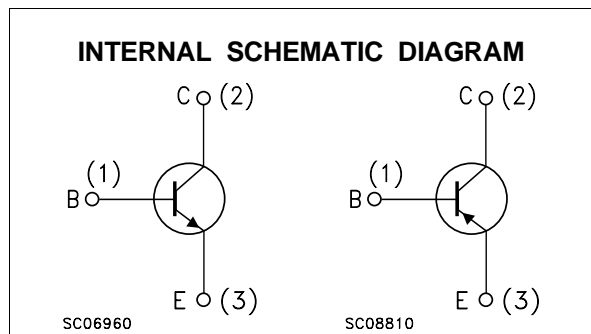 INTERNAL SCHEMATIC DIAGRAM
C (2) C (2)
(1) (1)
B B
E (3) E (3)
SC06960 SC08810